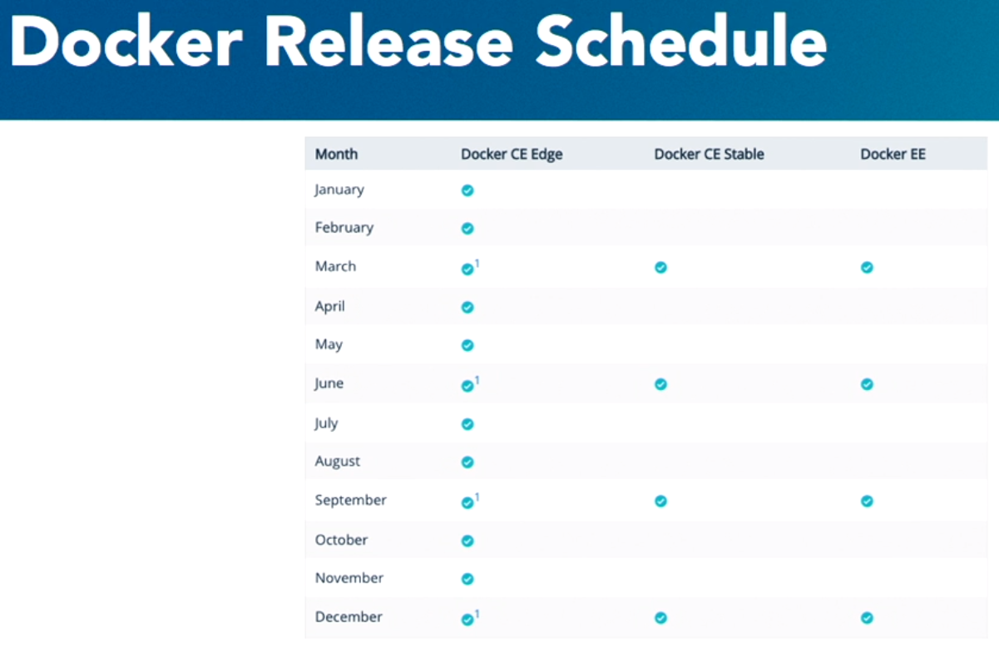 Docker Release Schedule
Month Docker CE Edge Docker CE Stable Docker EE
January
February
March 1
April
May
June 1
July
August
September 1
October
November
December 1